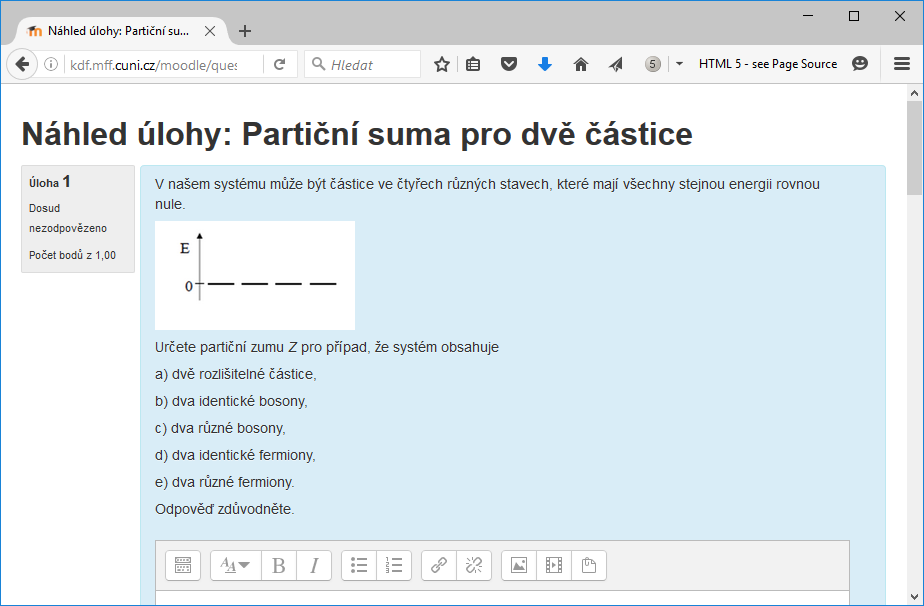 Náhled úlohy: Partiční su...
kdf.mff.cuni.cz/moodle/ques
Hledat
5
HTML 5 - see Page Source
Náhled úlohy: Partiční suma pro dvě částice
Úloha 1
Dosud
nezodpovězeno
Počet bodů z 1,00
V našem systému může být částice ve čtyřech různých stavech, které mají všechny stejnou energii rovnou
nule.
E
0
Určete partiční zumu Z pro případ, že systém obsahuje
a) dvě rozlišitelné částice,
b) dva identické bosony,
c) dva různé bosony,
d) dva identické fermiony,
e) dva různé fermiony.
Odpověď zdůvodněte.
AA B I